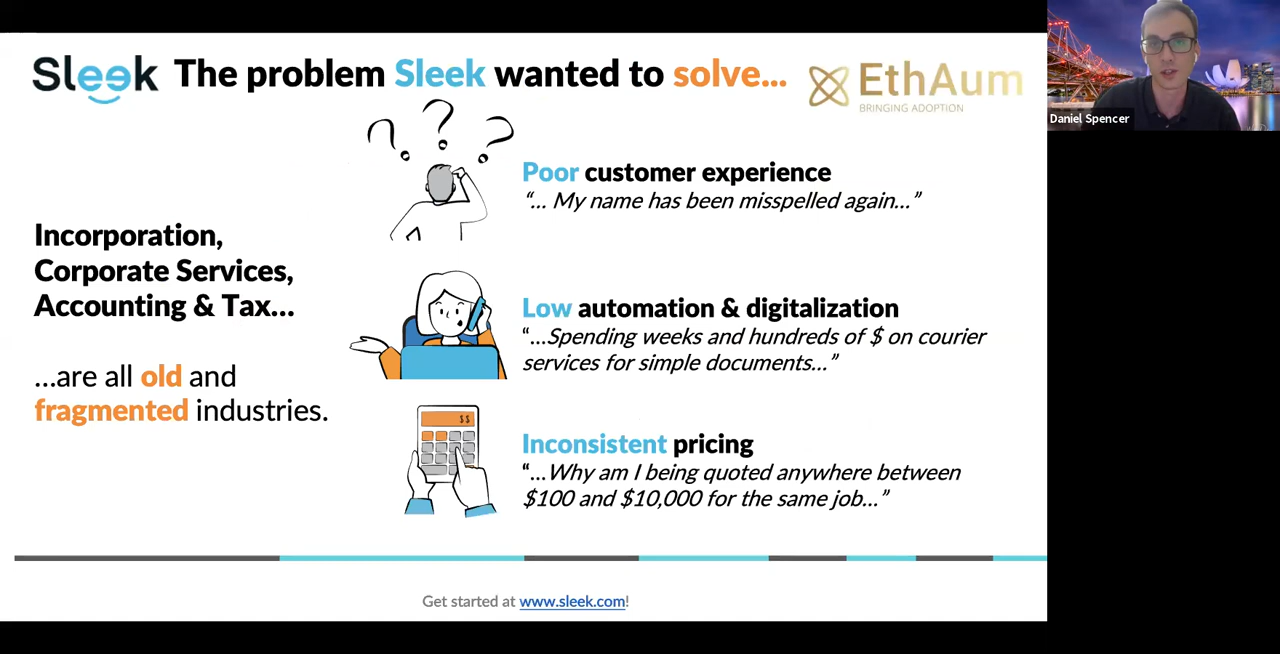 Sleek The problem Sleek wanted to solve...
EthAum
BRINGING ADOPTION
Daniel Spencer
Incorporation,
Corporate Services,
Accounting & Tax...
...are all old and
fragmented industries.
? ? ?
Poor customer experience
“... My name has been misspelled again...”
Low automation & digitalization
“...Spending weeks and hundreds of $ on courier
services for simple documents...”
$$
Inconsistent pricing
“...Why am I being quoted anywhere between
$100 and $10,000 for the same job...”
Get started at www.sleek.com!